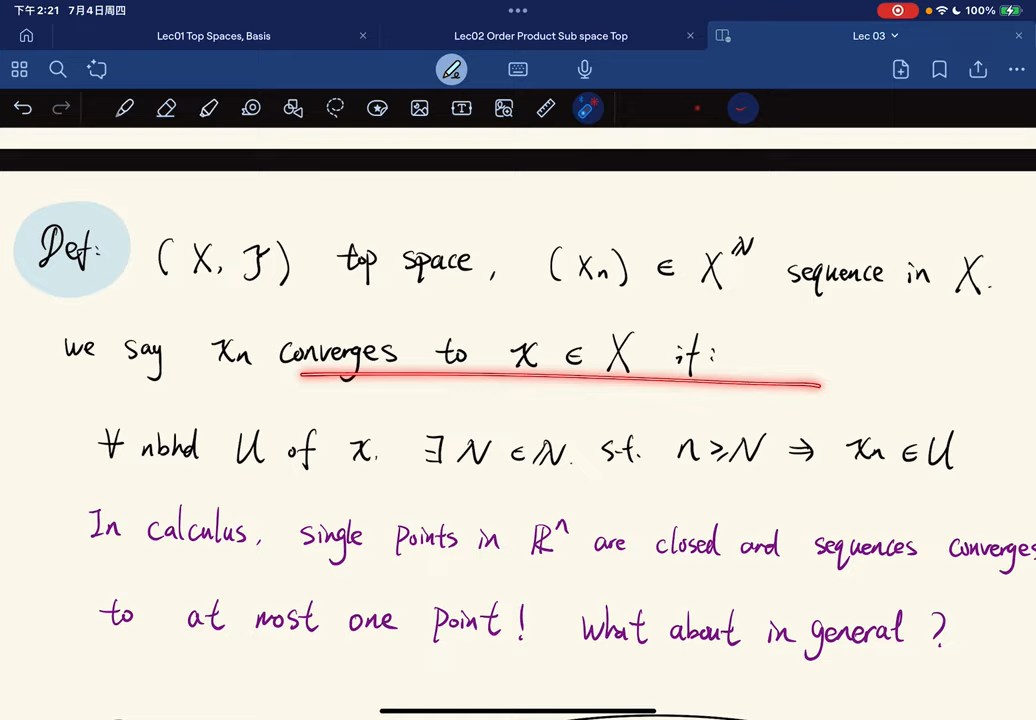 下午2:21 7月4日周四
100%
Lec01 Top Spaces, Basis
Lec02 Order Product Sub space Top
Lec 03
Def: (X, 𝒯) top space, (xn) ∈ X^ℕ sequence in X.
we say xn converges to x ∈ X if:
∀ nbhd U of x. ∃ N ∈ ℕ. s.t. n ≥ N ⇒ xn ∈ U
In calculus, single points in ℝ^n are closed and sequences converges
to at most one point! What about in general?